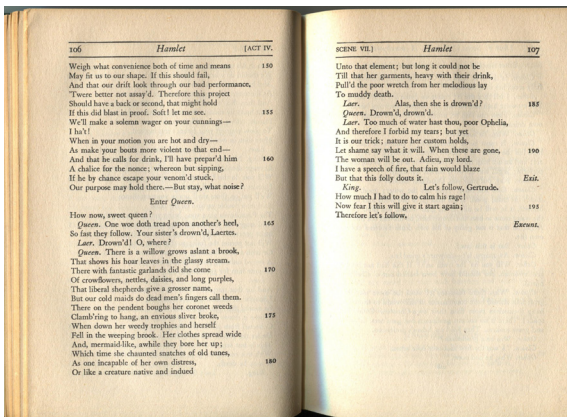 106 Hamlet [ACT IV.
Weigh what convenience both of time and means 150
May fit us to our shape. If this should fail,
And that our drift look through our bad performance,
'Twere better not assay'd. Therefore this project
Should have a back or second, that might hold
If this did blast in proof. Soft! let me see. 155
We'll make a solemn wager on your cunnings—
I ha't!
When in your motion you are hot and dry—
As make your bouts more violent to that end—
And that he calls for drink, I'll have prepar'd him 160
A chalice for the nonce; whereon but sipping,
If he by chance escape your venom'd stuck,
Our purpose may hold there.—But stay, what noise?
Enter Queen.
How now, sweet queen?
Queen. One woe doth tread upon another's heel, 165
So fast they follow. Your sister's drown'd, Laertes.
Laer. Drown'd! O, where?
Queen. There is a willow grows aslant a brook,
That shows his hoar leaves in the glassy stream.
There with fantastic garlands did she come 170
Of crowflowers, nettles, daisies, and long purples,
That liberal shepherds give a grosser name,
But our cold maids do dead men's fingers call them.
There on the pendent boughs her coronet weeds
Clamb'ring to hang, an envious sliver broke, 175
When down her weedy trophies and herself
Fell in the weeping brook. Her clothes spread wide
And, mermaid-like, awhile they bore her up;
Which time she chaunted snatches of old tunes,
As one incapable of her own distress, 180
Or like a creature native and indued
SCENE VII.] Hamlet 107
Unto that element; but long it could not be
Till that her garments, heavy with their drink,
Pull'd the poor wretch from her melodious lay
To muddy death.
Laer. Alas, then she is drown'd? 185
Queen. Drown'd, drown'd.
Laer. Too much of water hast thou, poor Ophelia,
And therefore I forbid my tears; but yet
It is our trick; nature her custom holds,
Let shame say what it will. When these are gone, 190
The woman will be out. Adieu, my lord.
I have a speech of fire, that fain would blaze
But that this folly douts it. Exit.
King. Let's follow, Gertrude.
How much I had to do to calm his rage!
Now fear I this will give it start again; 195
Therefore let's follow,
Exeunt.